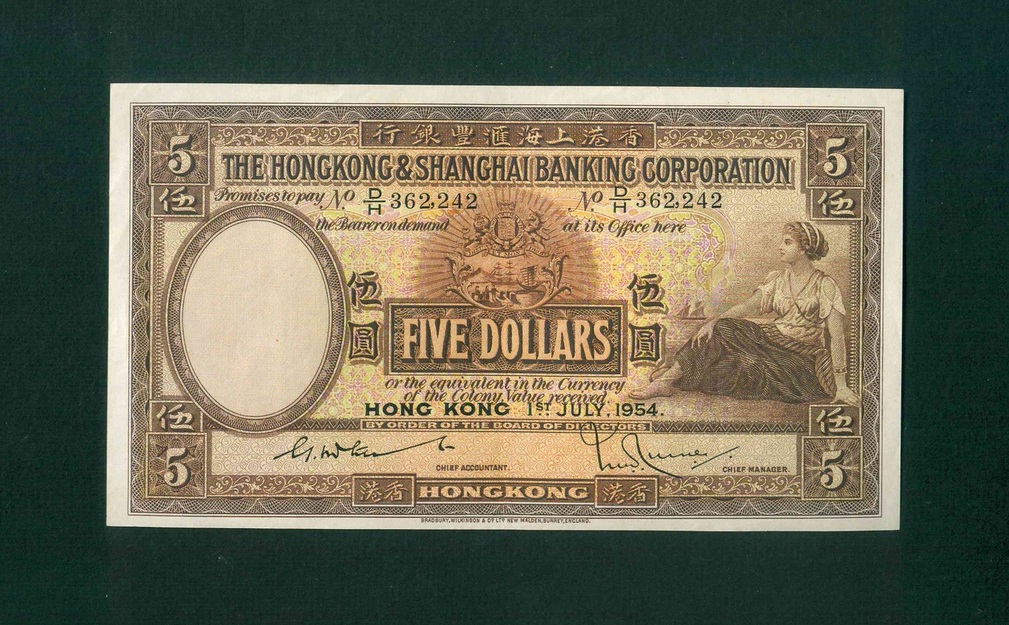 行銀豐滙海上港香
5 THE HONGKONG & SHANGHAI BANKING CORPORATION 5
伍 Promises to pay Nº D/H 362,242 Nº D/H 362,242 伍
the Bearer on demand at its Office here
伍圓 FIVE DOLLARS 伍圓
or the equivalent in the Currency
of the Colony, Value received.
HONG KONG 1ST JULY, 1954.
伍 BY ORDER OF THE BOARD OF DIRECTORS 伍
5 CHIEF ACCOUNTANT. CHIEF MANAGER. 5
港香 HONGKONG 港香
BRADBURY, WILKINSON & Cº LTD NEW MALDEN, SURREY, ENGLAND.